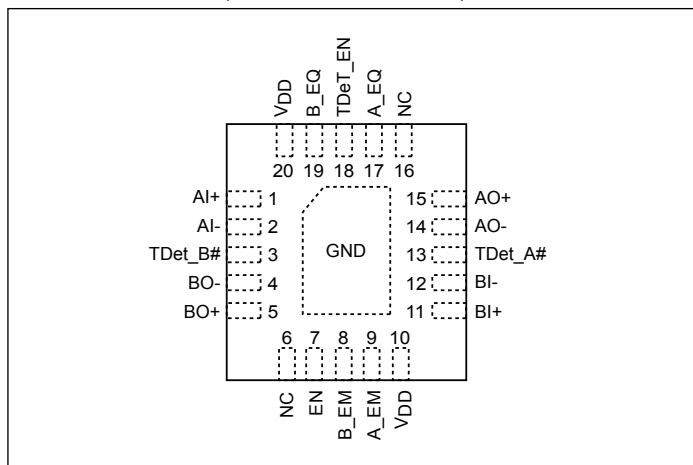 VDD
B_EQ
TDeT_EN
A_EQ
NC
20 19 18 17 16
AI+ 1
AI- 2
TDet_B# 3
BO- 4
BO+ 5
GND
15 AO+
14 AO-
13 TDet_A#
12 BI-
11 BI+
6 7 8 9 10
NC
EN
B_EM
A_EM
VDD